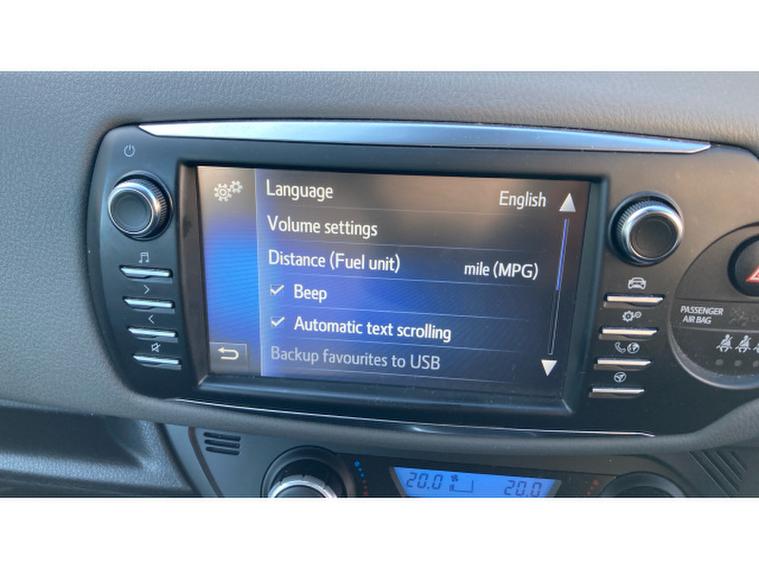 Language English
Volume settings
Distance (Fuel unit) mile (MPG)
Beep
Automatic text scrolling
Backup favourites to USB
PASSENGER
AIR BAG
20.0 20.0